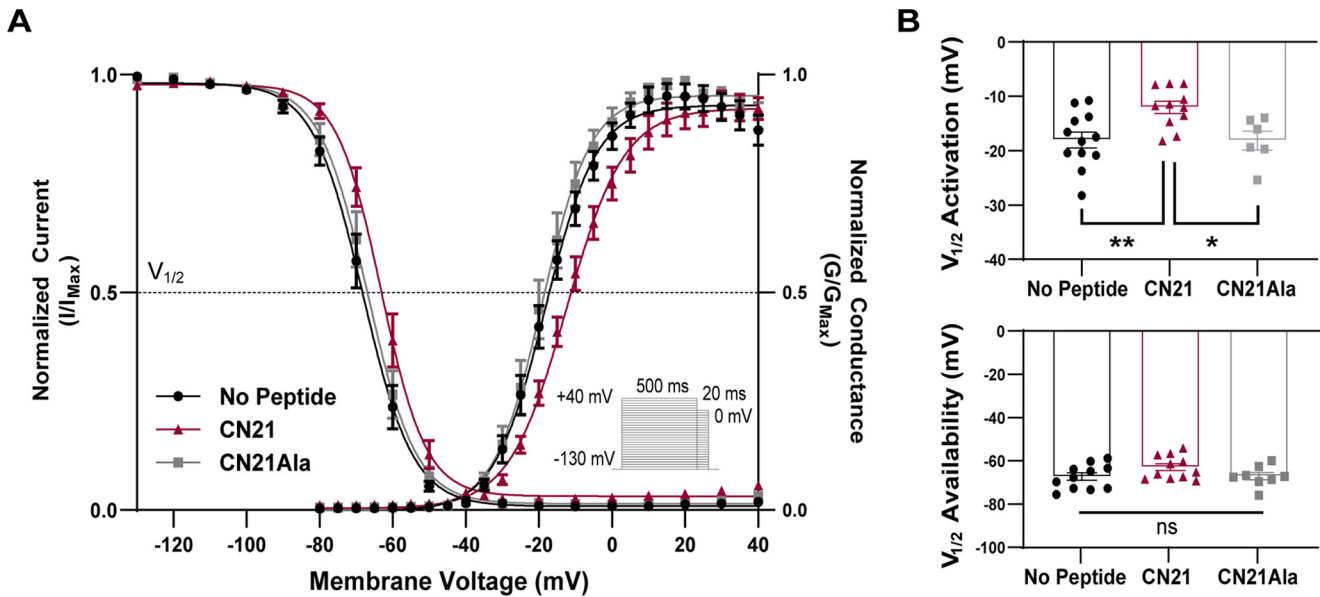 A
Normalized Current
(I/I_Max)
1.0
0.5
0.0
V_1/2
No Peptide
CN21
CN21Ala
+40 mV
500 ms
20 ms
0 mV
-130 mV
1.0
0.5
0.0
Normalized Conductance
(G/G_Max)
-120 -100 -80 -60 -40 -20 0 20 40
Membrane Voltage (mV)
B
V_1/2 Activation (mV)
0
-10
-20
-30
-40
** *
No Peptide CN21 CN21Ala
V_1/2 Availability (mV)
0
-20
-40
-60
-80
-100
ns
No Peptide CN21 CN21Ala